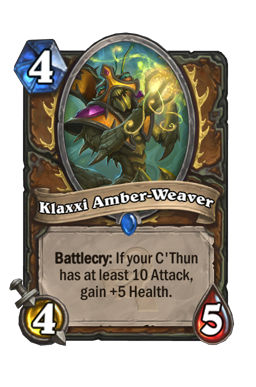 4
Klaxxi Amber-Weaver
Battlecry: If your C'Thun
has at least 10 Attack,
gain +5 Health.
4
5